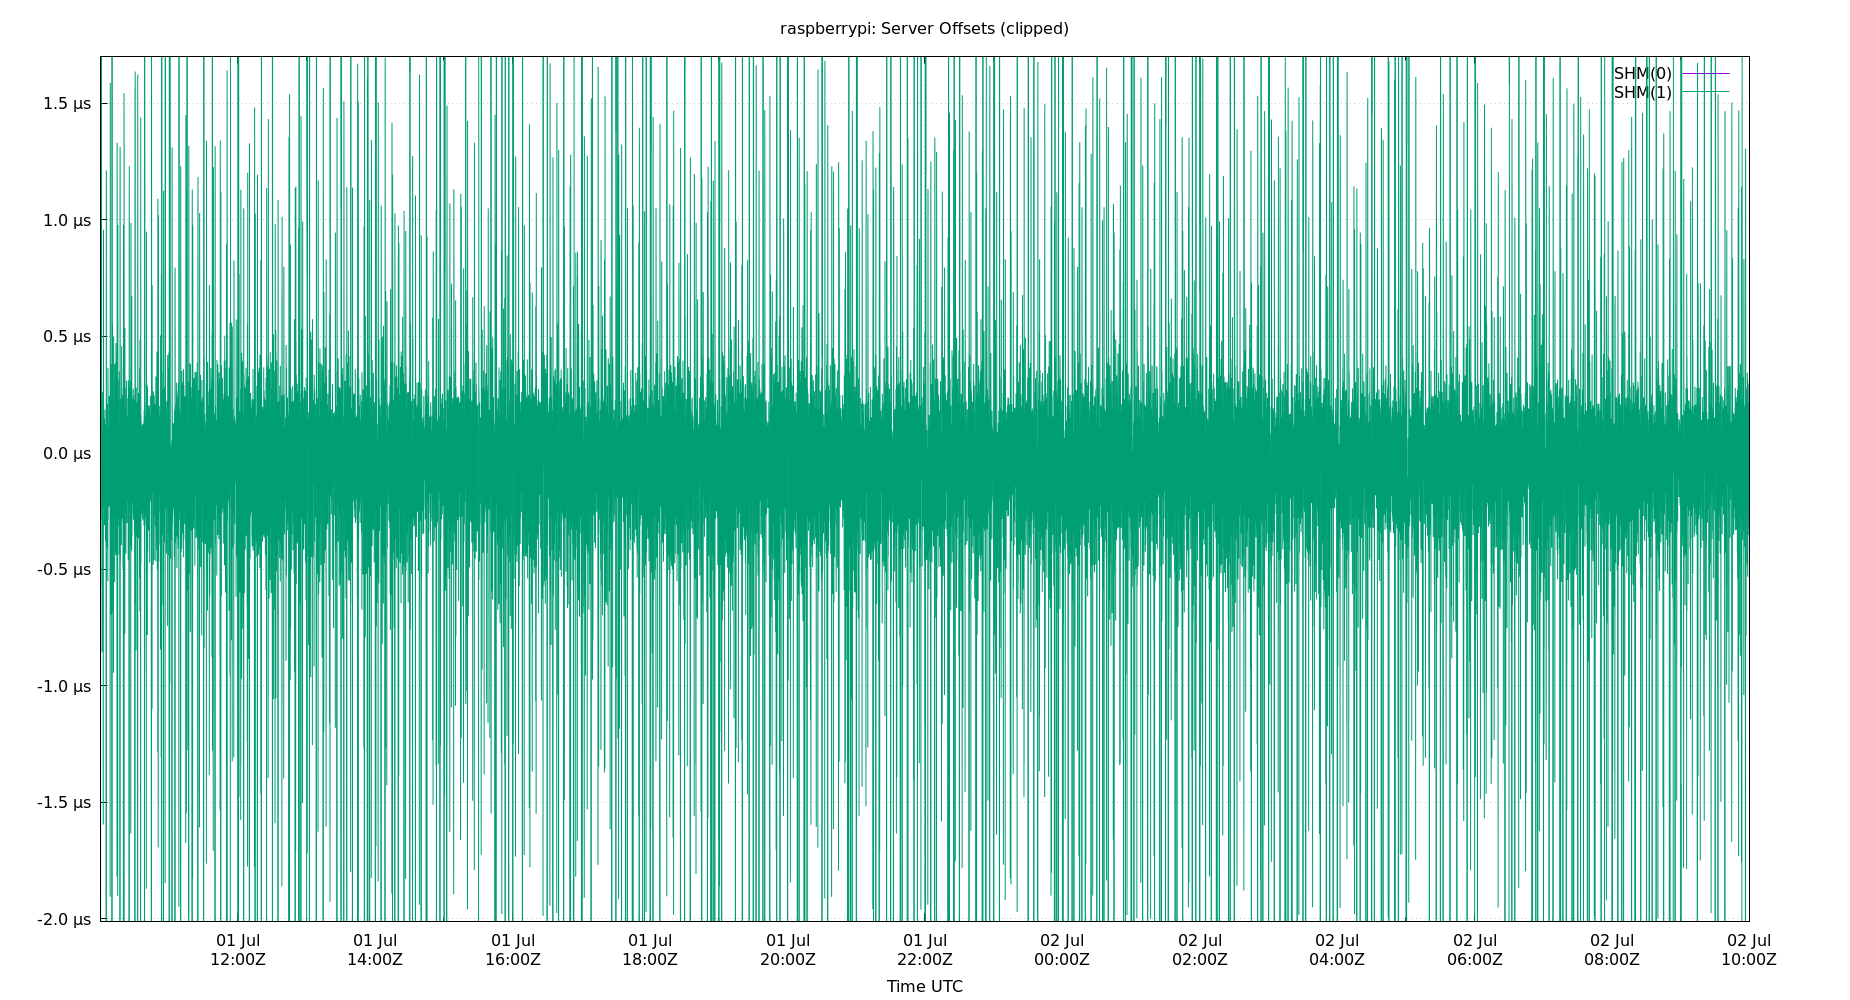 raspberrypi: Server Offsets (clipped)
SHM(0)
SHM(1)
1.5 µs
1.0 µs
0.5 µs
0.0 µs
-0.5 µs
-1.0 µs
-1.5 µs
-2.0 µs
01 Jul 01 Jul 01 Jul 01 Jul 01 Jul 01 Jul 02 Jul 02 Jul 02 Jul 02 Jul 02 Jul 02 Jul
12:00Z 14:00Z 16:00Z 18:00Z 20:00Z 22:00Z 00:00Z 02:00Z 04:00Z 06:00Z 08:00Z 10:00Z
Time UTC